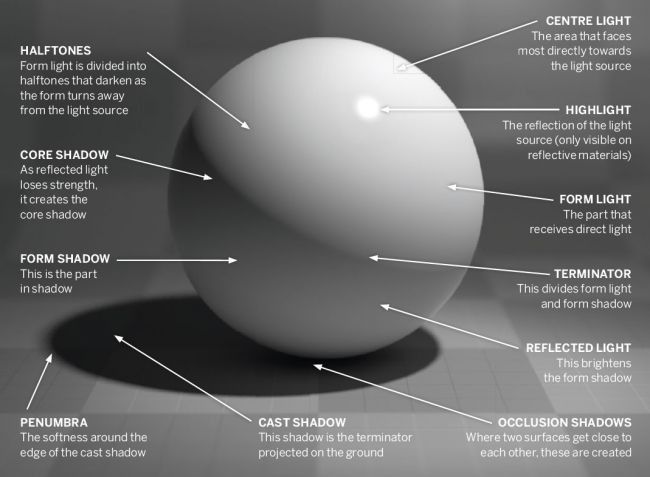 CENTRE LIGHT
The area that faces
most directly towards
the light source
HALFTONES
Form light is divided into
halftones that darken as
the form turns away
from the light source
HIGHLIGHT
The reflection of the light
source (only visible on
reflective materials)
CORE SHADOW
As reflected light
loses strength,
it creates the
core shadow
FORM LIGHT
The part that
receives direct light
FORM SHADOW
This is the part
in shadow
TERMINATOR
This divides form light
and form shadow
REFLECTED LIGHT
This brightens
the form shadow
PENUMBRA
The softness around the
edge of the cast shadow
CAST SHADOW
This shadow is the terminator
projected on the ground
OCCLUSION SHADOWS
Where two surfaces get close to
each other, these are created